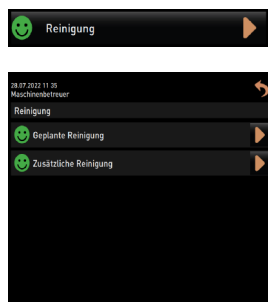 Reinigung
28.07.2022 11 35
Maschinenbetreuer
Reinigung
Geplante Reinigung
Zusätzliche Reinigung